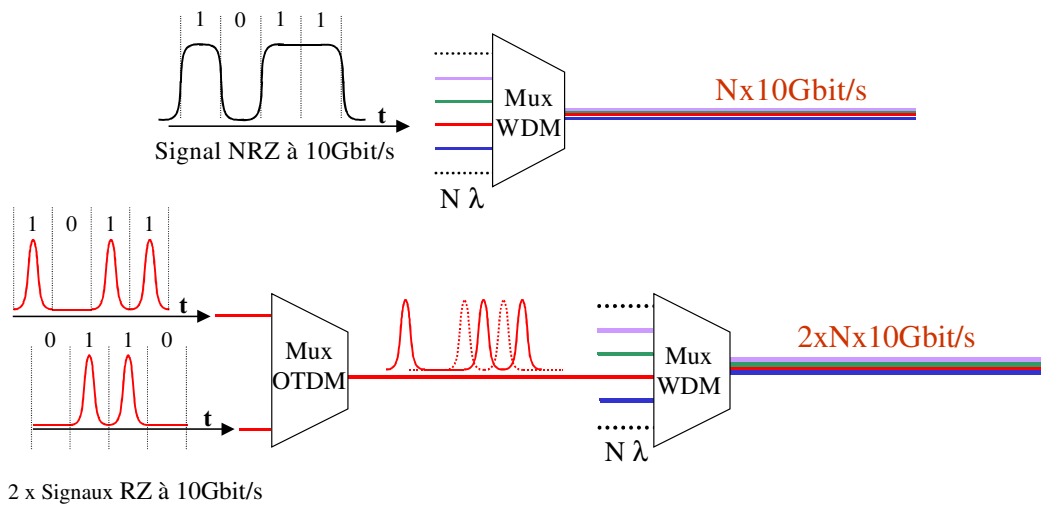 1 0 1 1
t
Signal NRZ à 10Gbit/s
Mux
WDM
N λ
Nx10Gbit/s
1 0 1 1
t
0 1 1 0
t
2 x Signaux RZ à 10Gbit/s
Mux
OTDM
Mux
WDM
N λ
2xNx10Gbit/s